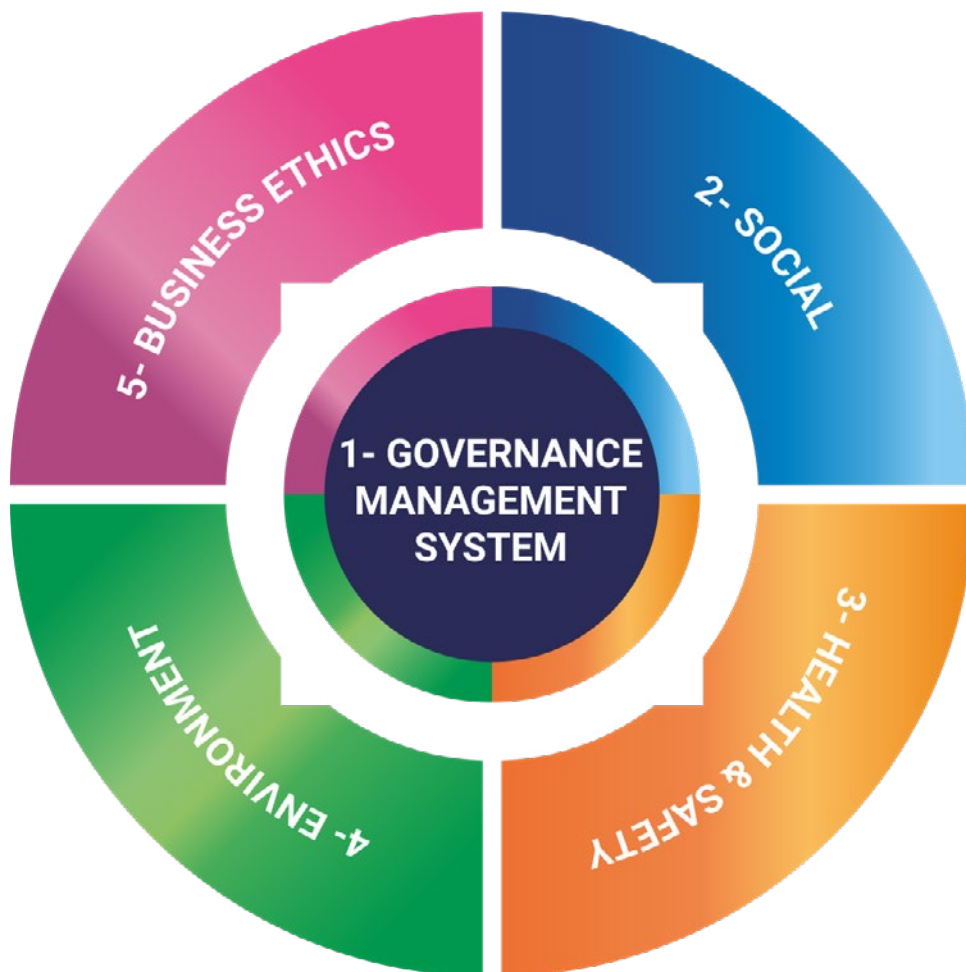 1- GOVERNANCE
MANAGEMENT
SYSTEM
2- SOCIAL
3- HEALTH & SAFETY
4- ENVIRONMENT
5- BUSINESS ETHICS